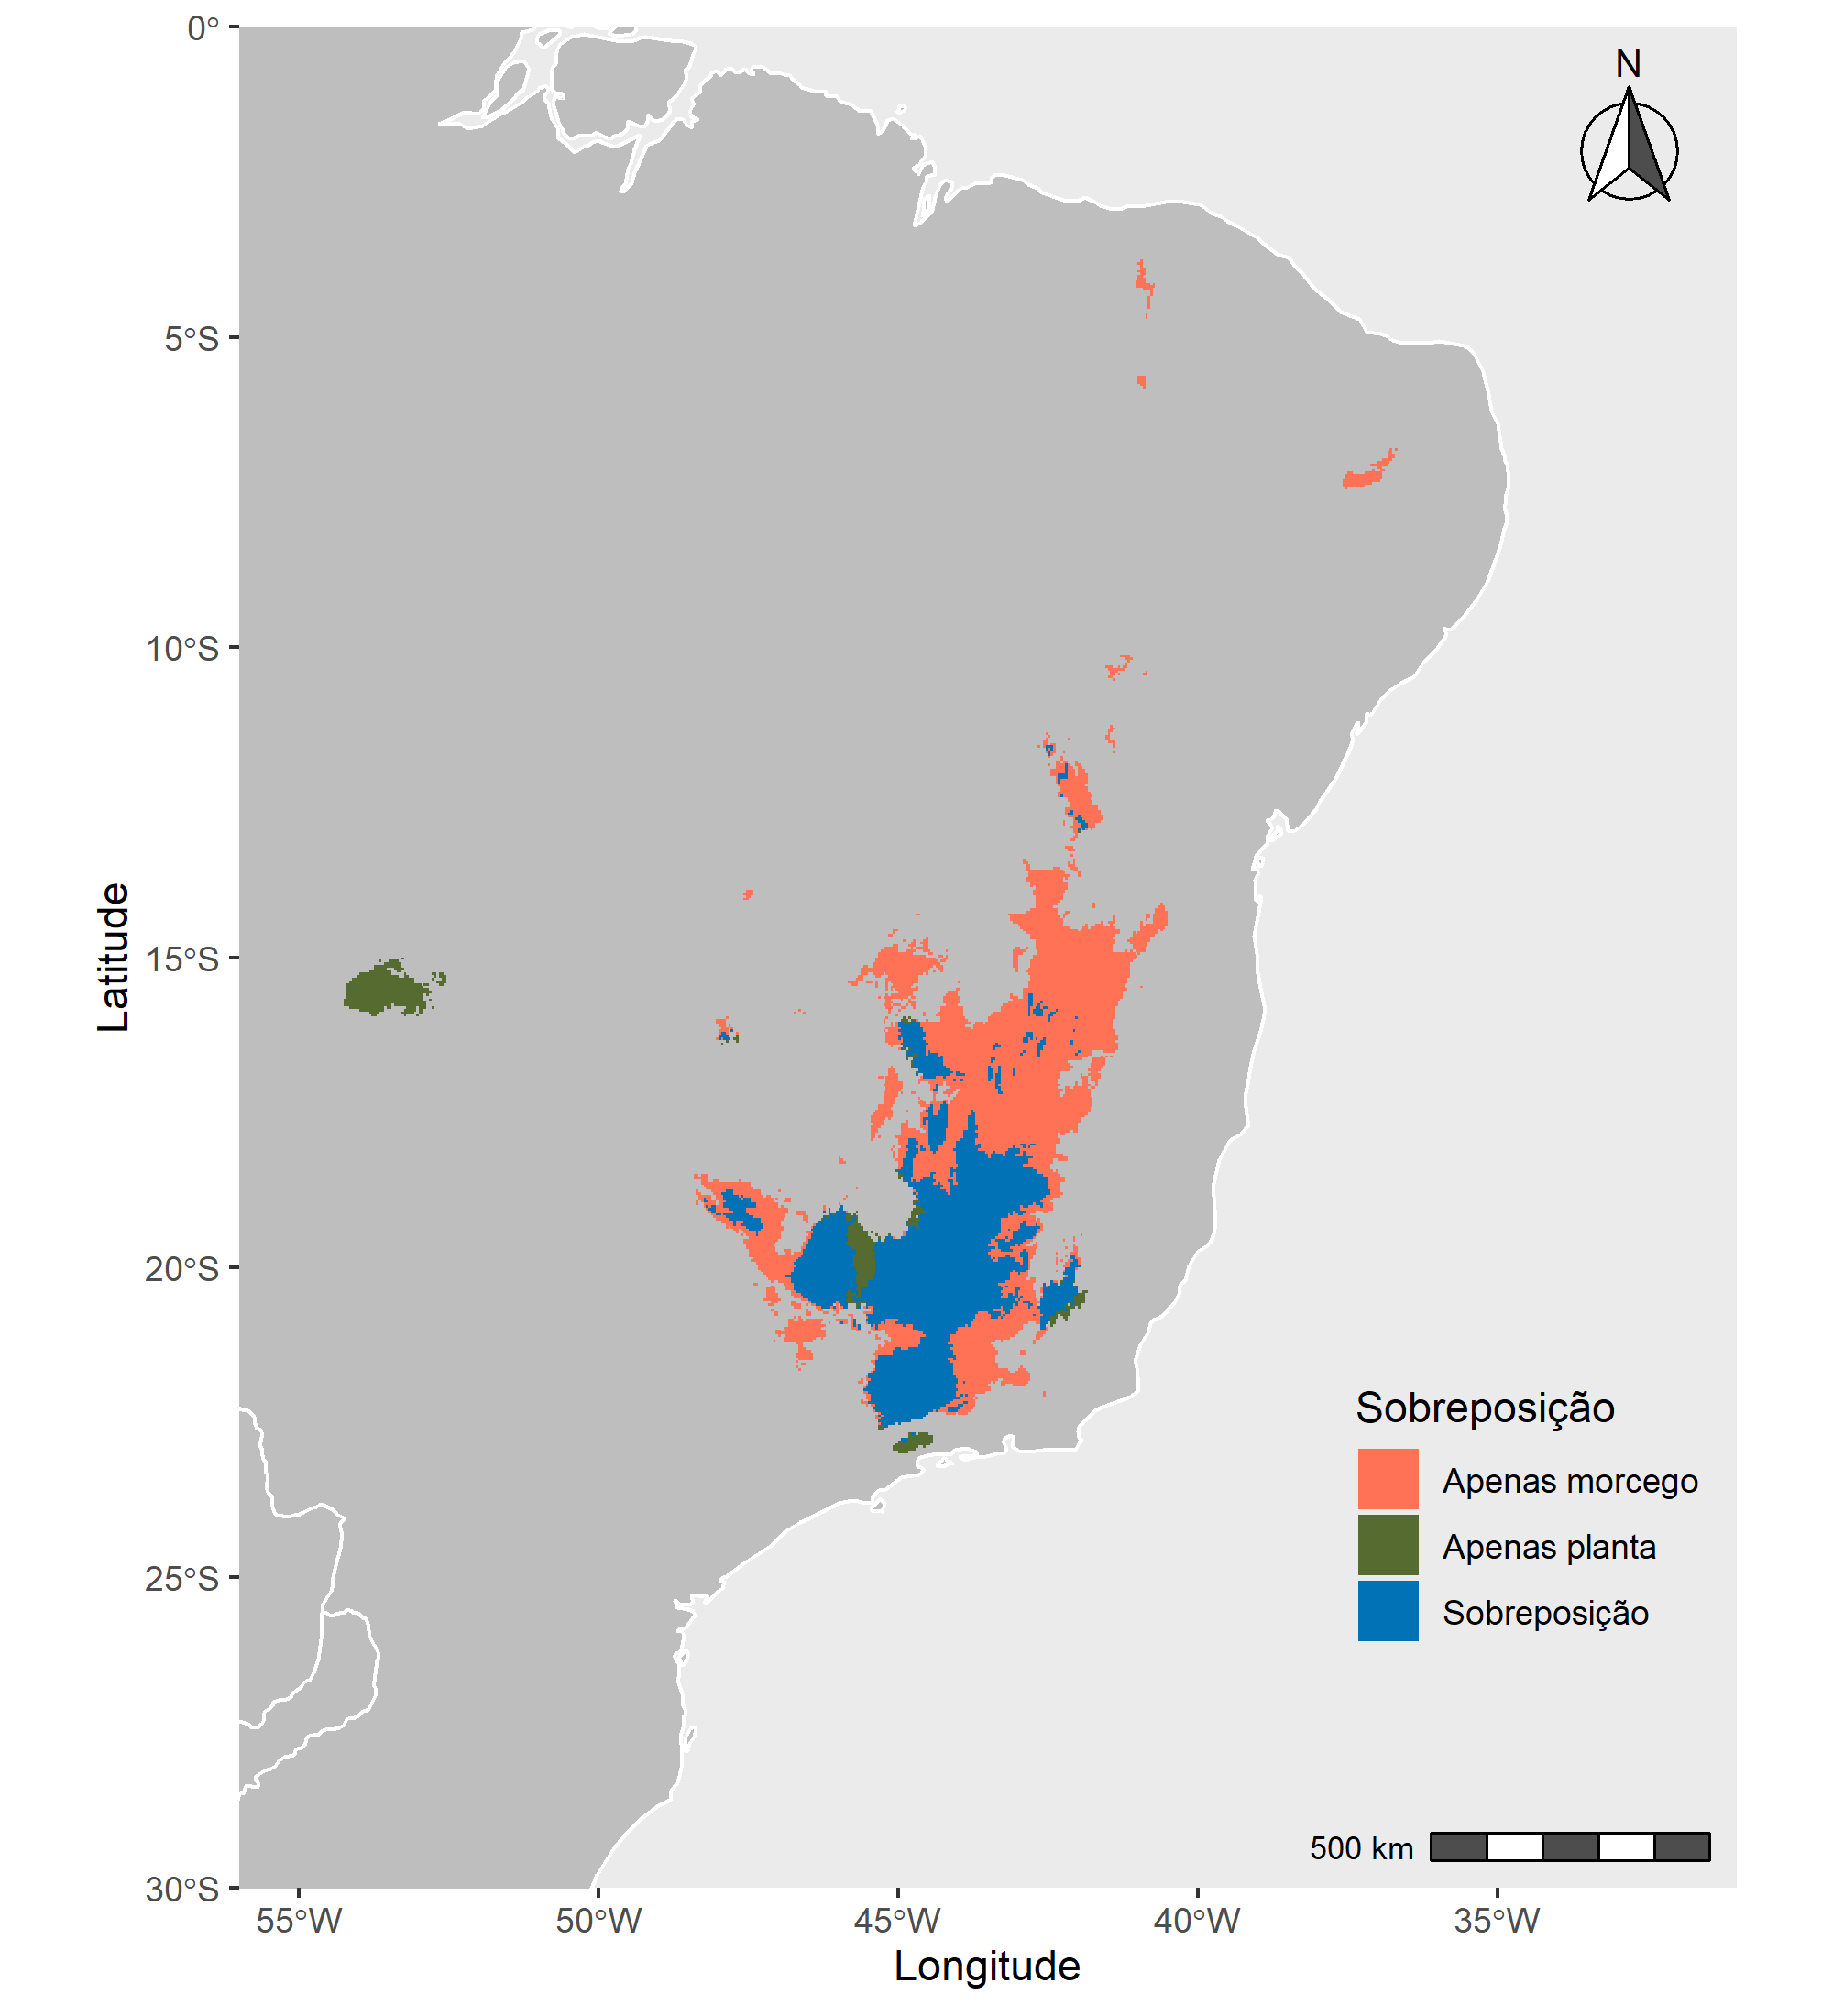 N
0°
5°S
10°S
15°S
20°S
25°S
30°S
Latitude
55°W
50°W
45°W
40°W
35°W
Longitude
Sobreposição
Apenas morcego
Apenas planta
Sobreposição
500 km